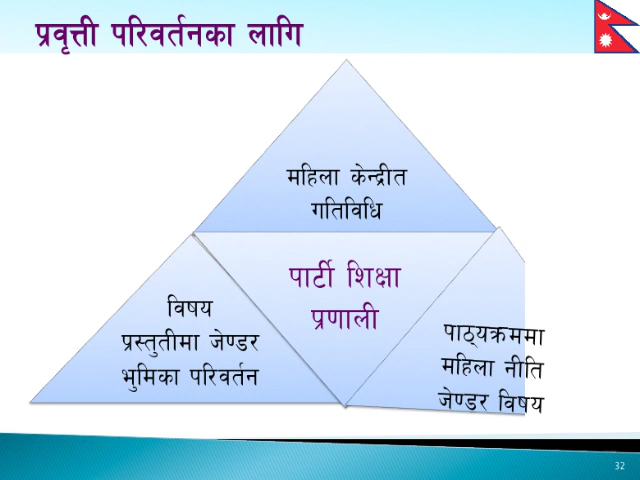 प्रवृत्ती परिवर्तनका लागि
महिला केन्द्रीत
गतिविधि
पार्टी शिक्षा
प्रणाली
विषय
प्रस्तुतीमा जेण्डर
भुमिका परिवर्तन
पाठ्यक्रममा
महिला नीति
जेण्डर विषय
32